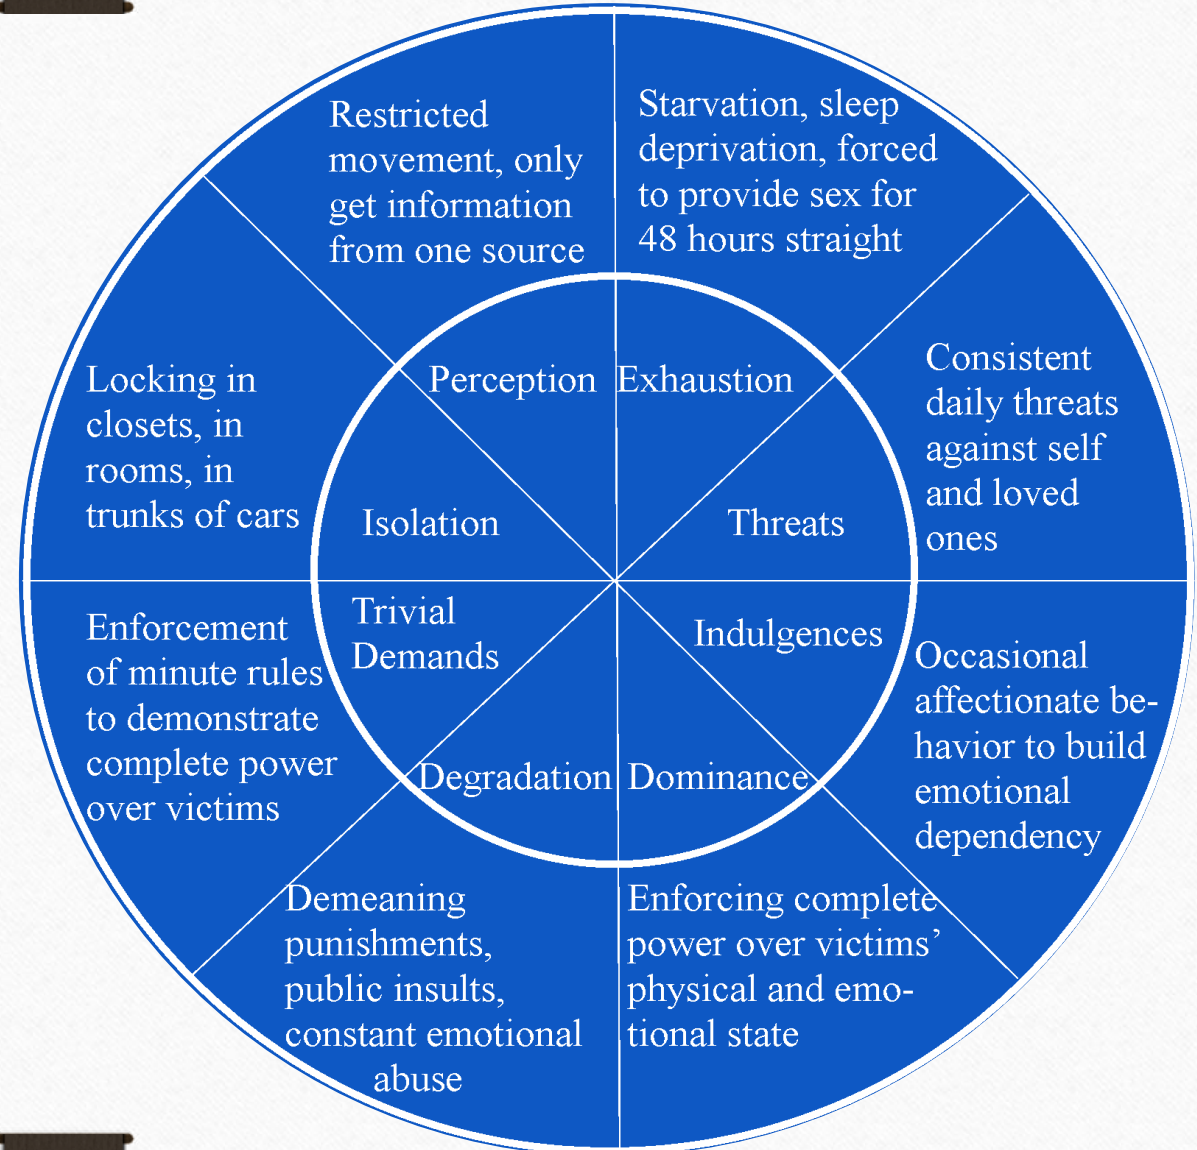 Restricted
movement, only
get information
from one source
Starvation, sleep
deprivation, forced
to provide sex for
48 hours straight
Consistent
daily threats
against self
and loved
ones
Occasional
affectionate be-
havior to build
emotional
dependency
Enforcing complete
power over victims’
physical and emo-
tional state
Demeaning
punishments,
public insults,
constant emotional
abuse
Enforcement
of minute rules
to demonstrate
complete power
over victims
Locking in
closets, in
rooms, in
trunks of cars
Perception
Exhaustion
Threats
Indulgences
Dominance
Degradation
Trivial
Demands
Isolation